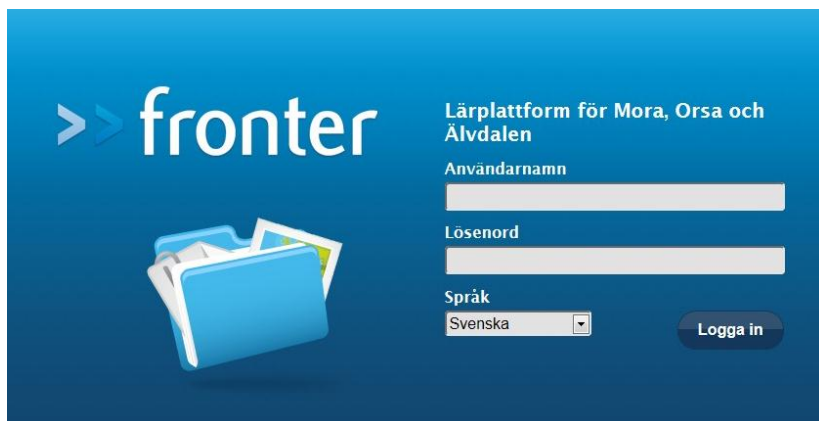 >> fronter
Lärplattform för Mora, Orsa och
Älvdalen
Användarnamn
Lösenord
Språk
Svenska
Logga in